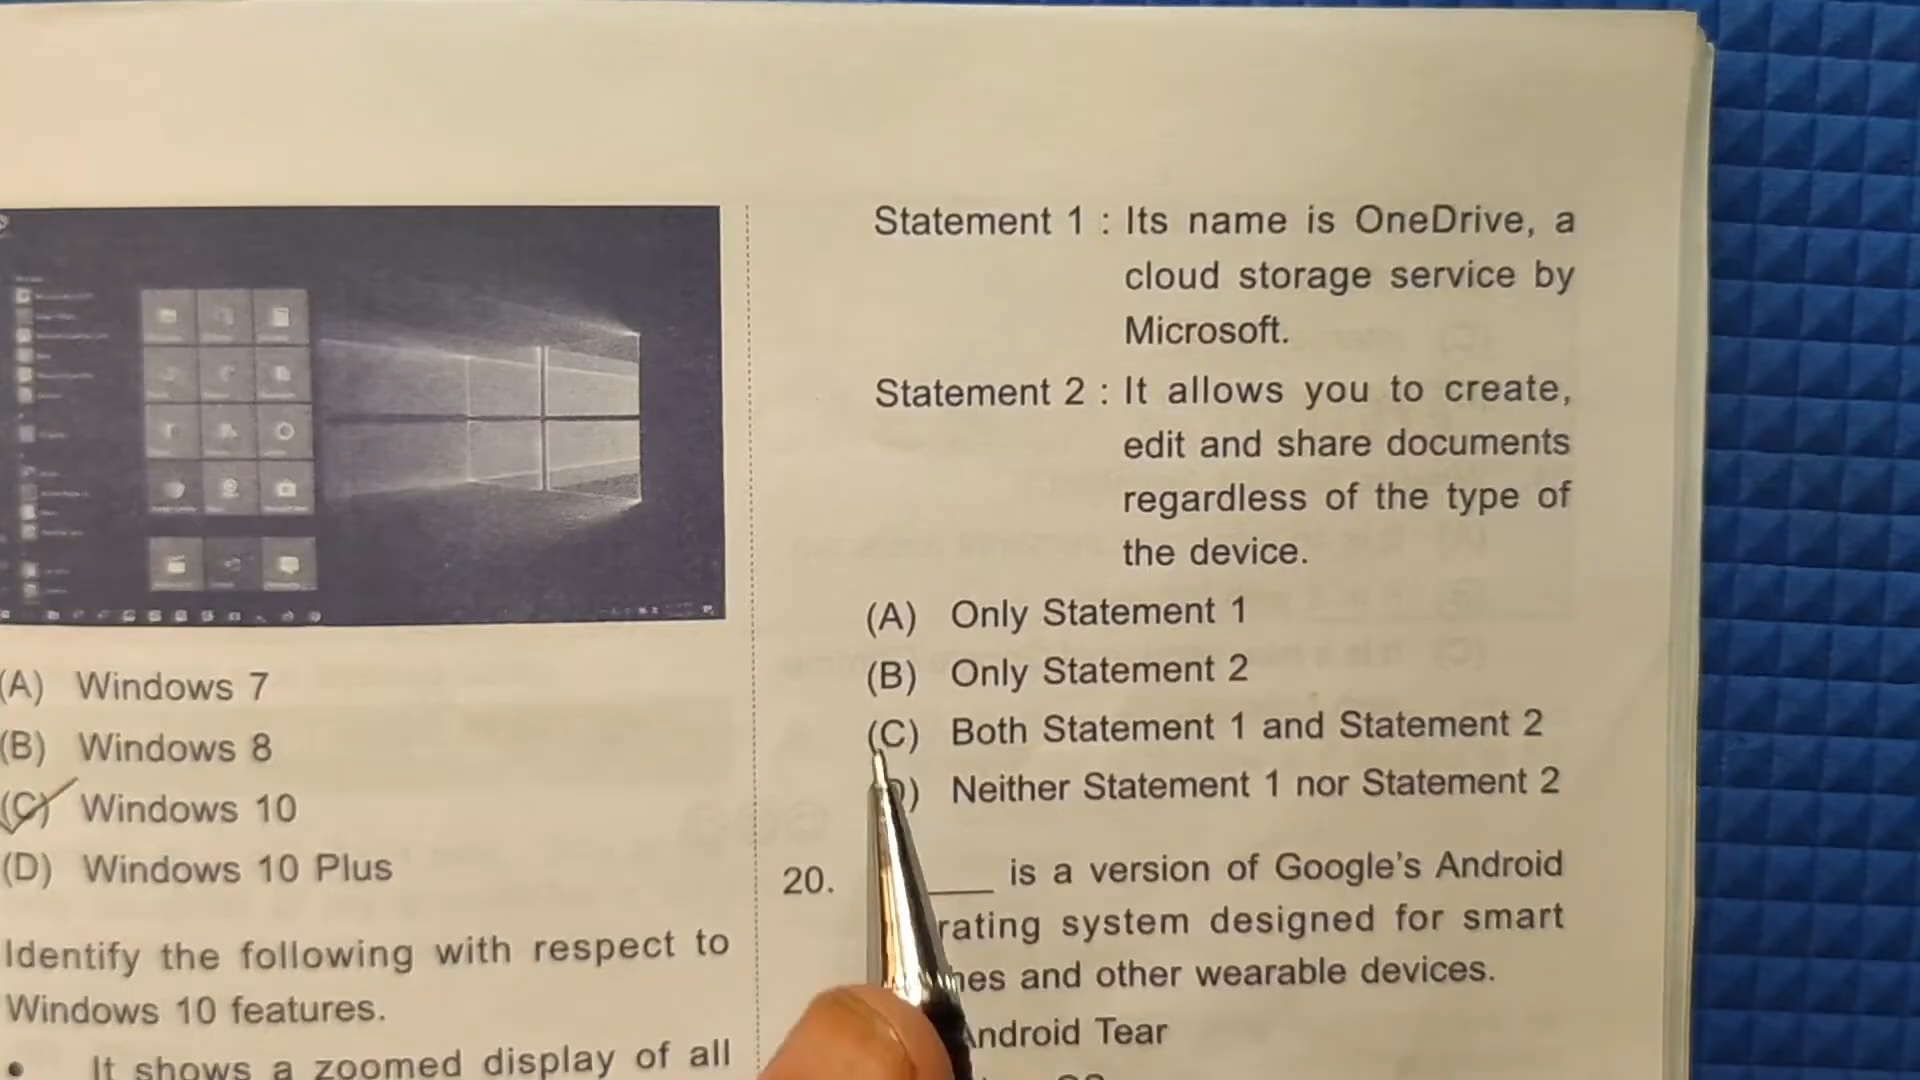 (A) Windows 7
(B) Windows 8
(C) Windows 10
(D) Windows 10 Plus
Identify the following with respect to
Windows 10 features.
• It shows a zoomed display of all
Statement 1 : Its name is OneDrive, a
cloud storage service by
Microsoft.
Statement 2 : It allows you to create,
edit and share documents
regardless of the type of
the device.
(A) Only Statement 1
(B) Only Statement 2
(C) Both Statement 1 and Statement 2
Neither Statement 1 nor Statement 2
20. ____ is a version of Google's Android
rating system designed for smart
hes and other wearable devices.
Android Tear